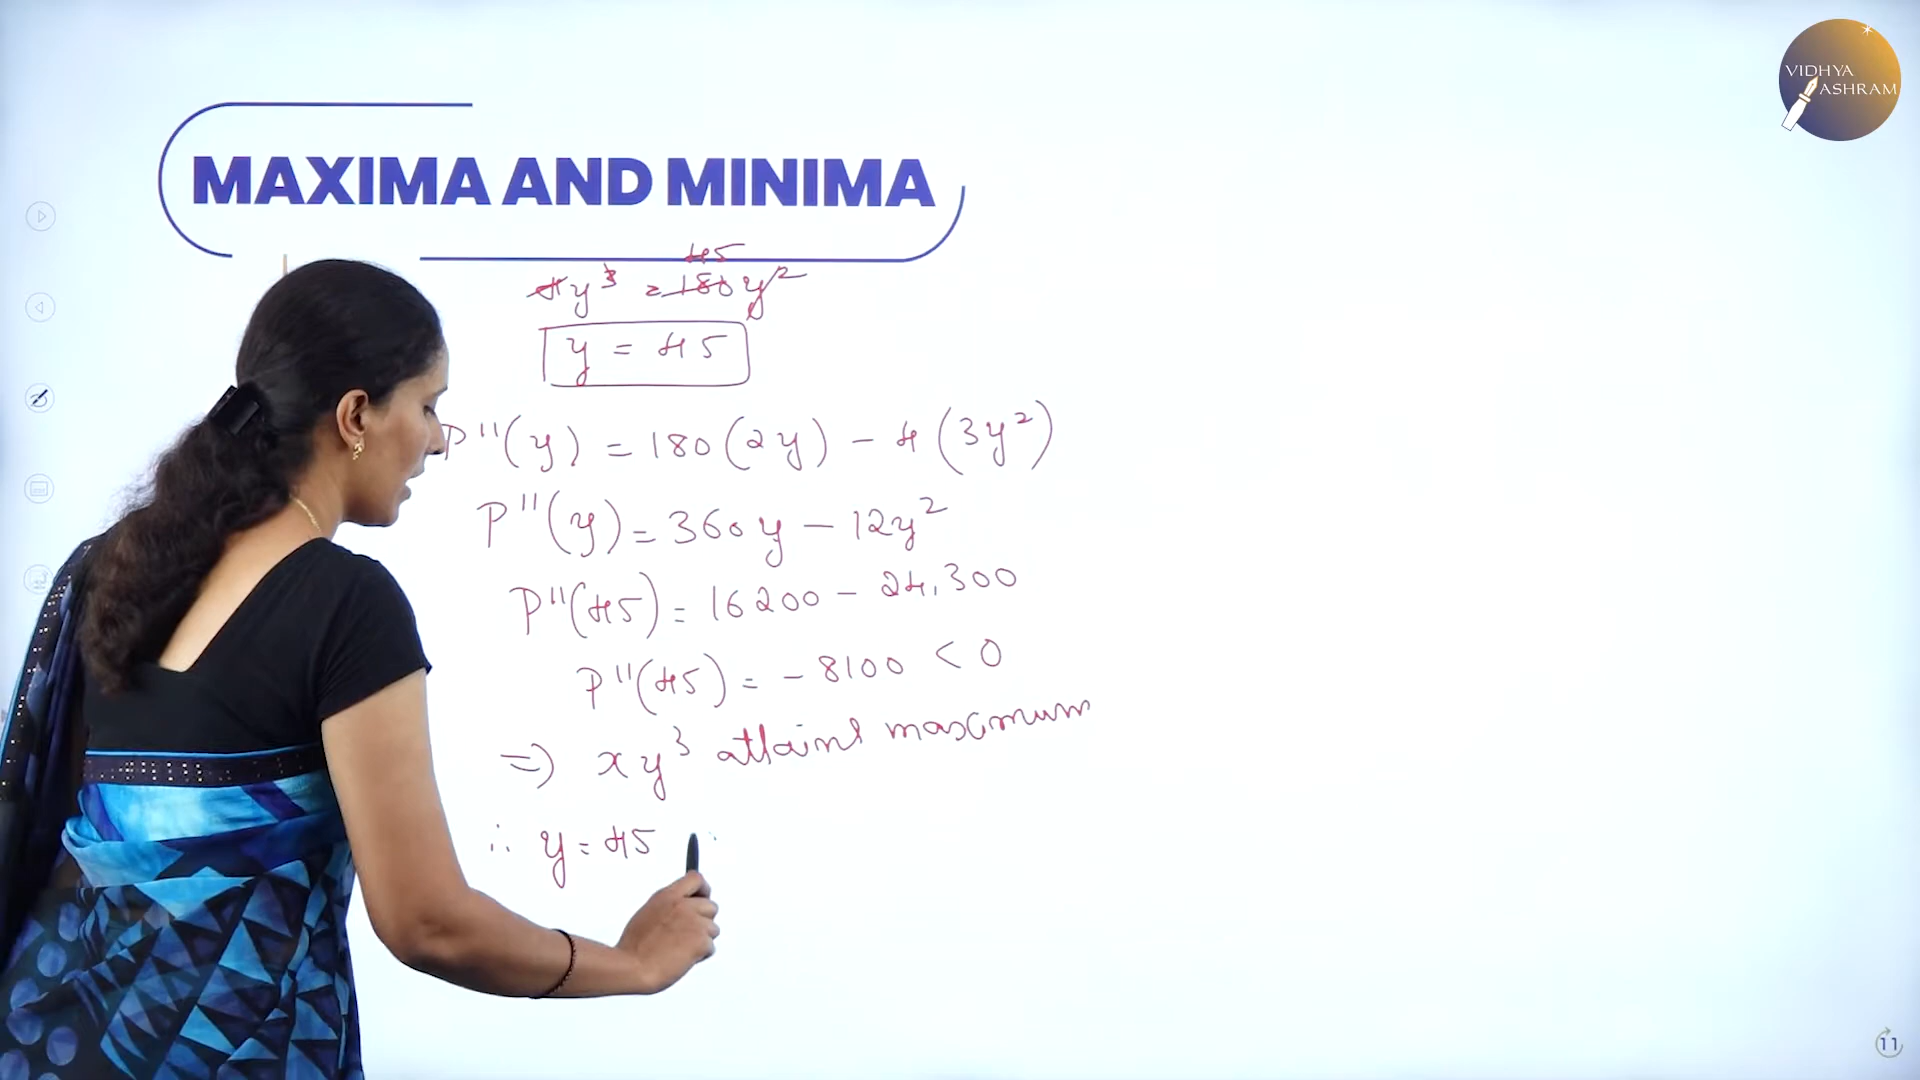 VIDHYA
ASHRAM
MAXIMA AND MINIMA
45
4y³ = 180y²
y = 45
P''(y) = 180(2y) - 4(3y²)
P''(y) = 360y - 12y²
P''(45) = 16200 - 24,300
P''(45) = -8100 < 0
⇒ xy³ attains maximum
∴ y = 45
11